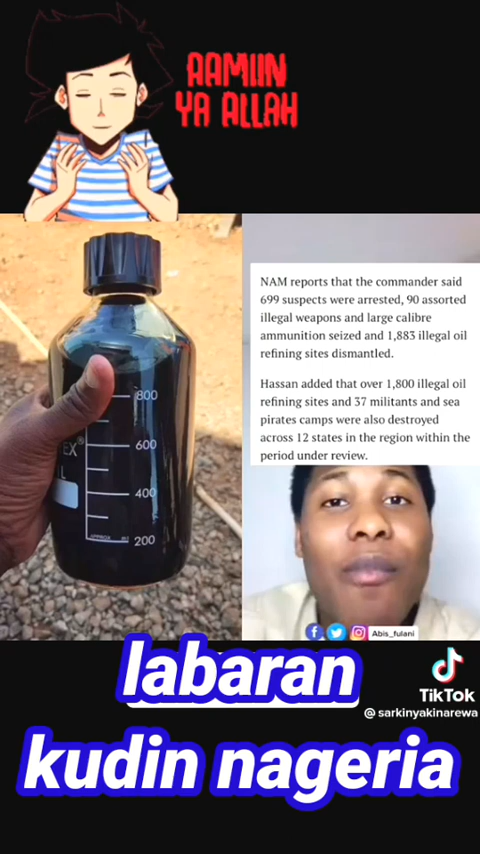 AAMIIN
YA ALLAH
NAM reports that the commander said
699 suspects were arrested, 90 assorted
illegal weapons and large calibre
ammunition seized and 1,883 illegal oil
refining sites dismantled.
Hassan added that over 1,800 illegal oil
refining sites and 37 militants and sea
pirates camps were also destroyed
across 12 states in the region within the
period under review.
800
600
400
APPROX
200
Abis_fulani
labaran
kudin nageria
TikTok
@ sarkinyakinarewa